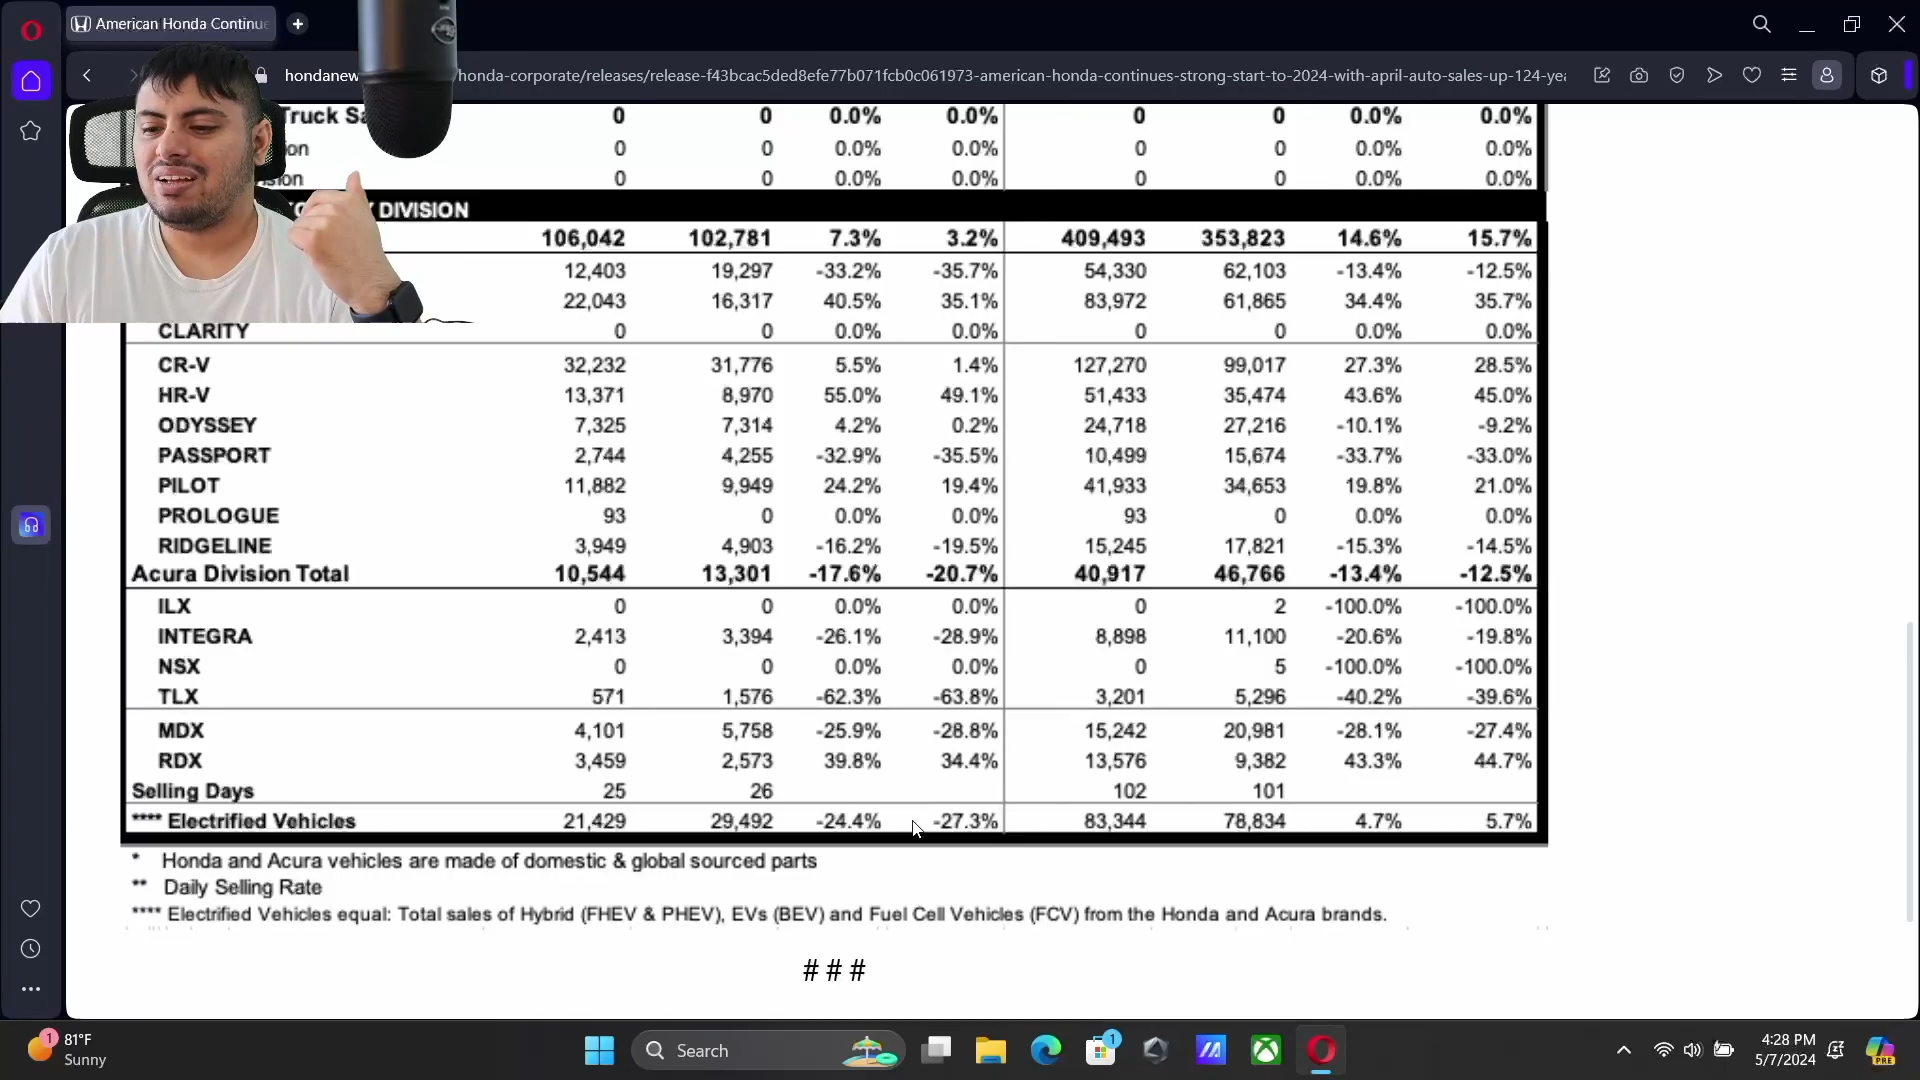 American Honda Continue
hondanew
honda-corporate/releases/release-f43bcac5ded8efe77b071fcb0c061973-american-honda-continues-strong-start-to-2024-with-april-auto-sales-up-124-yea
Truck Sa 0 0 0.0% 0.0% 0 0 0.0% 0.0%
ion 0 0 0.0% 0.0% 0 0 0.0% 0.0%
ision 0 0 0.0% 0.0% 0 0 0.0% 0.0%
DIVISION
106,042 102,781 7.3% 3.2% 409,493 353,823 14.6% 15.7%
12,403 19,297 -33.2% -35.7% 54,330 62,103 -13.4% -12.5%
22,043 16,317 40.5% 35.1% 83,972 61,865 34.4% 35.7%
CLARITY 0 0 0.0% 0.0% 0 0 0.0% 0.0%
CR-V 32,232 31,776 5.5% 1.4% 127,270 99,017 27.3% 28.5%
HR-V 13,371 8,970 55.0% 49.1% 51,433 35,474 43.6% 45.0%
ODYSSEY 7,325 7,314 4.2% 0.2% 24,718 27,216 -10.1% -9.2%
PASSPORT 2,744 4,255 -32.9% -35.5% 10,499 15,674 -33.7% -33.0%
PILOT 11,882 9,949 24.2% 19.4% 41,933 34,653 19.8% 21.0%
PROLOGUE 93 0 0.0% 0.0% 93 0 0.0% 0.0%
RIDGELINE 3,949 4,903 -16.2% -19.5% 15,245 17,821 -15.3% -14.5%
Acura Division Total 10,544 13,301 -17.6% -20.7% 40,917 46,766 -13.4% -12.5%
ILX 0 0 0.0% 0.0% 0 2 -100.0% -100.0%
INTEGRA 2,413 3,394 -26.1% -28.9% 8,898 11,100 -20.6% -19.8%
NSX 0 0 0.0% 0.0% 0 5 -100.0% -100.0%
TLX 571 1,576 -62.3% -63.8% 3,201 5,296 -40.2% -39.6%
MDX 4,101 5,758 -25.9% -28.8% 15,242 20,981 -28.1% -27.4%
RDX 3,459 2,573 39.8% 34.4% 13,576 9,382 43.3% 44.7%
Selling Days 25 26 102 101
**** Electrified Vehicles 21,429 29,492 -24.4% -27.3% 83,344 78,834 4.7% 5.7%
* Honda and Acura vehicles are made of domestic & global sourced parts
** Daily Selling Rate
**** Electrified Vehicles equal: Total sales of Hybrid (FHEV & PHEV), EVs (BEV) and Fuel Cell Vehicles (FCV) from the Honda and Acura brands.
# # #
1
81°F
Sunny
Search
1
4:28 PM
5/7/2024
PRE